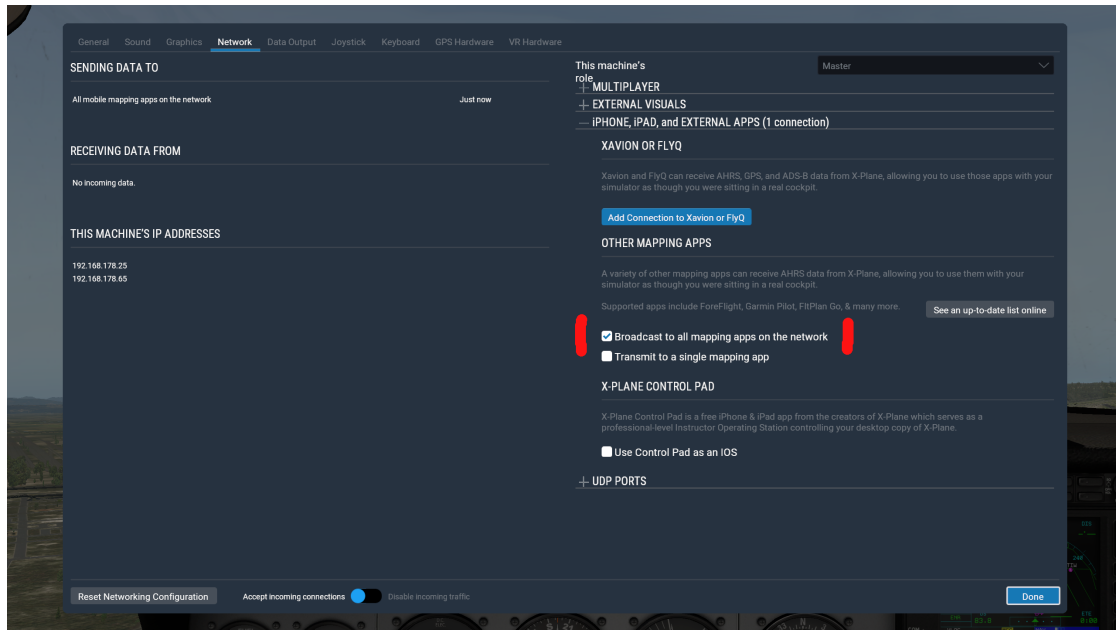 General Sound Graphics Network Data Output Joystick Keyboard GPS Hardware VR Hardware
SENDING DATA TO
All mobile mapping apps on the network Just now
RECEIVING DATA FROM
No incoming data.
THIS MACHINE'S IP ADDRESSES
192.168.178.25
192.168.178.65
This machine's
role
Master
MULTIPLAYER
EXTERNAL VISUALS
iPHONE, iPAD, and EXTERNAL APPS (1 connection)
XAVION OR FLYQ
Xavion and FlyQ can receive AHRS, GPS, and ADS-B data from X-Plane, allowing you to use those apps with your
simulator as though you were sitting in a real cockpit.
Add Connection to Xavion or FlyQ
OTHER MAPPING APPS
A variety of other mapping apps can receive AHRS data from X-Plane, allowing you to use them with your
simulator as though you were sitting in a real cockpit.
Supported apps include ForeFlight, Garmin Pilot, FltPlan Go, & many more.
See an up-to-date list online
Broadcast to all mapping apps on the network
Transmit to a single mapping app
X-PLANE CONTROL PAD
X-Plane Control Pad is a free iPhone & iPad app from the creators of X-Plane which serves as a
professional-level Instructor Operating Station controlling your desktop copy of X-Plane.
Use Control Pad as an IOS
UDP PORTS
Reset Networking Configuration Accept incoming connections Disable incoming traffic
Done